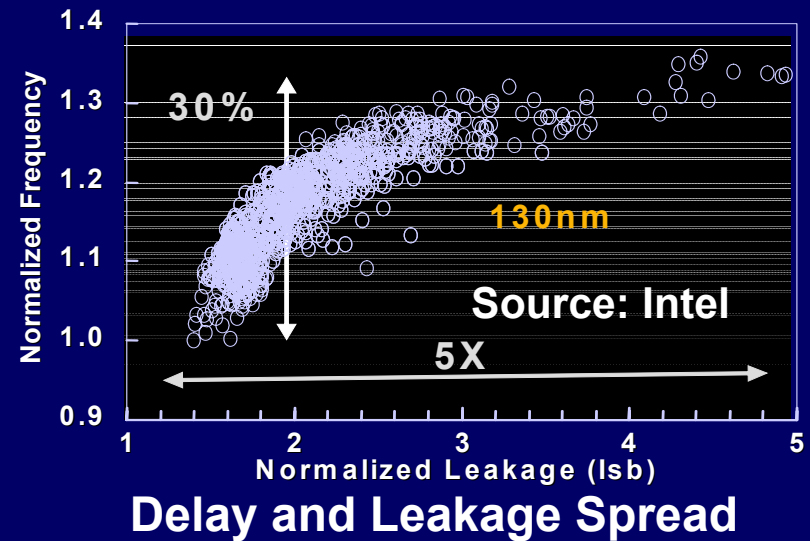 1.4
1.3
1.2
1.1
1.0
0.9
Normalized Frequency
30%
130nm
Source: Intel
5X
1 2 3 4 5
Normalized Leakage (Isb)
Delay and Leakage Spread